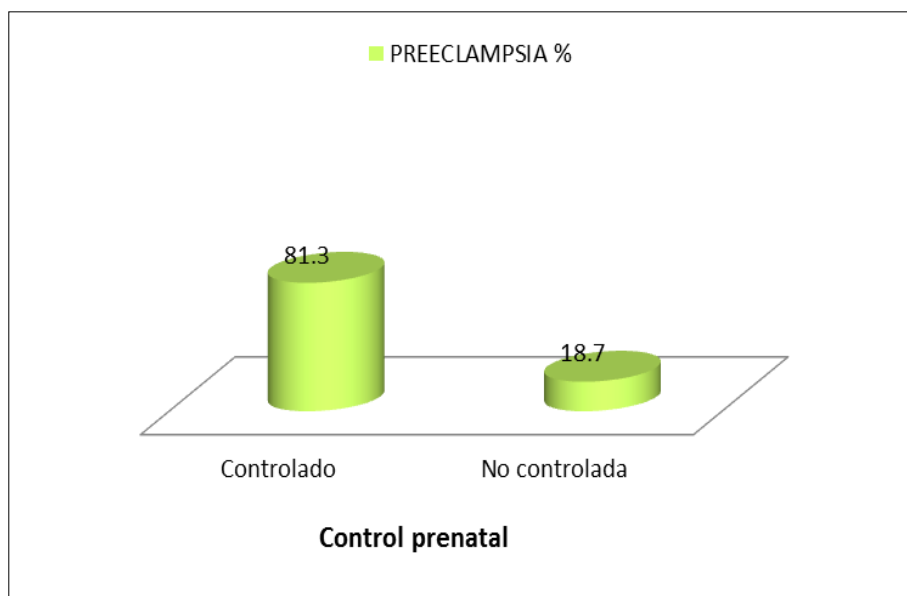 PREECLAMPSIA %
81.3
18.7
Controlado
No controlada
Control prenatal